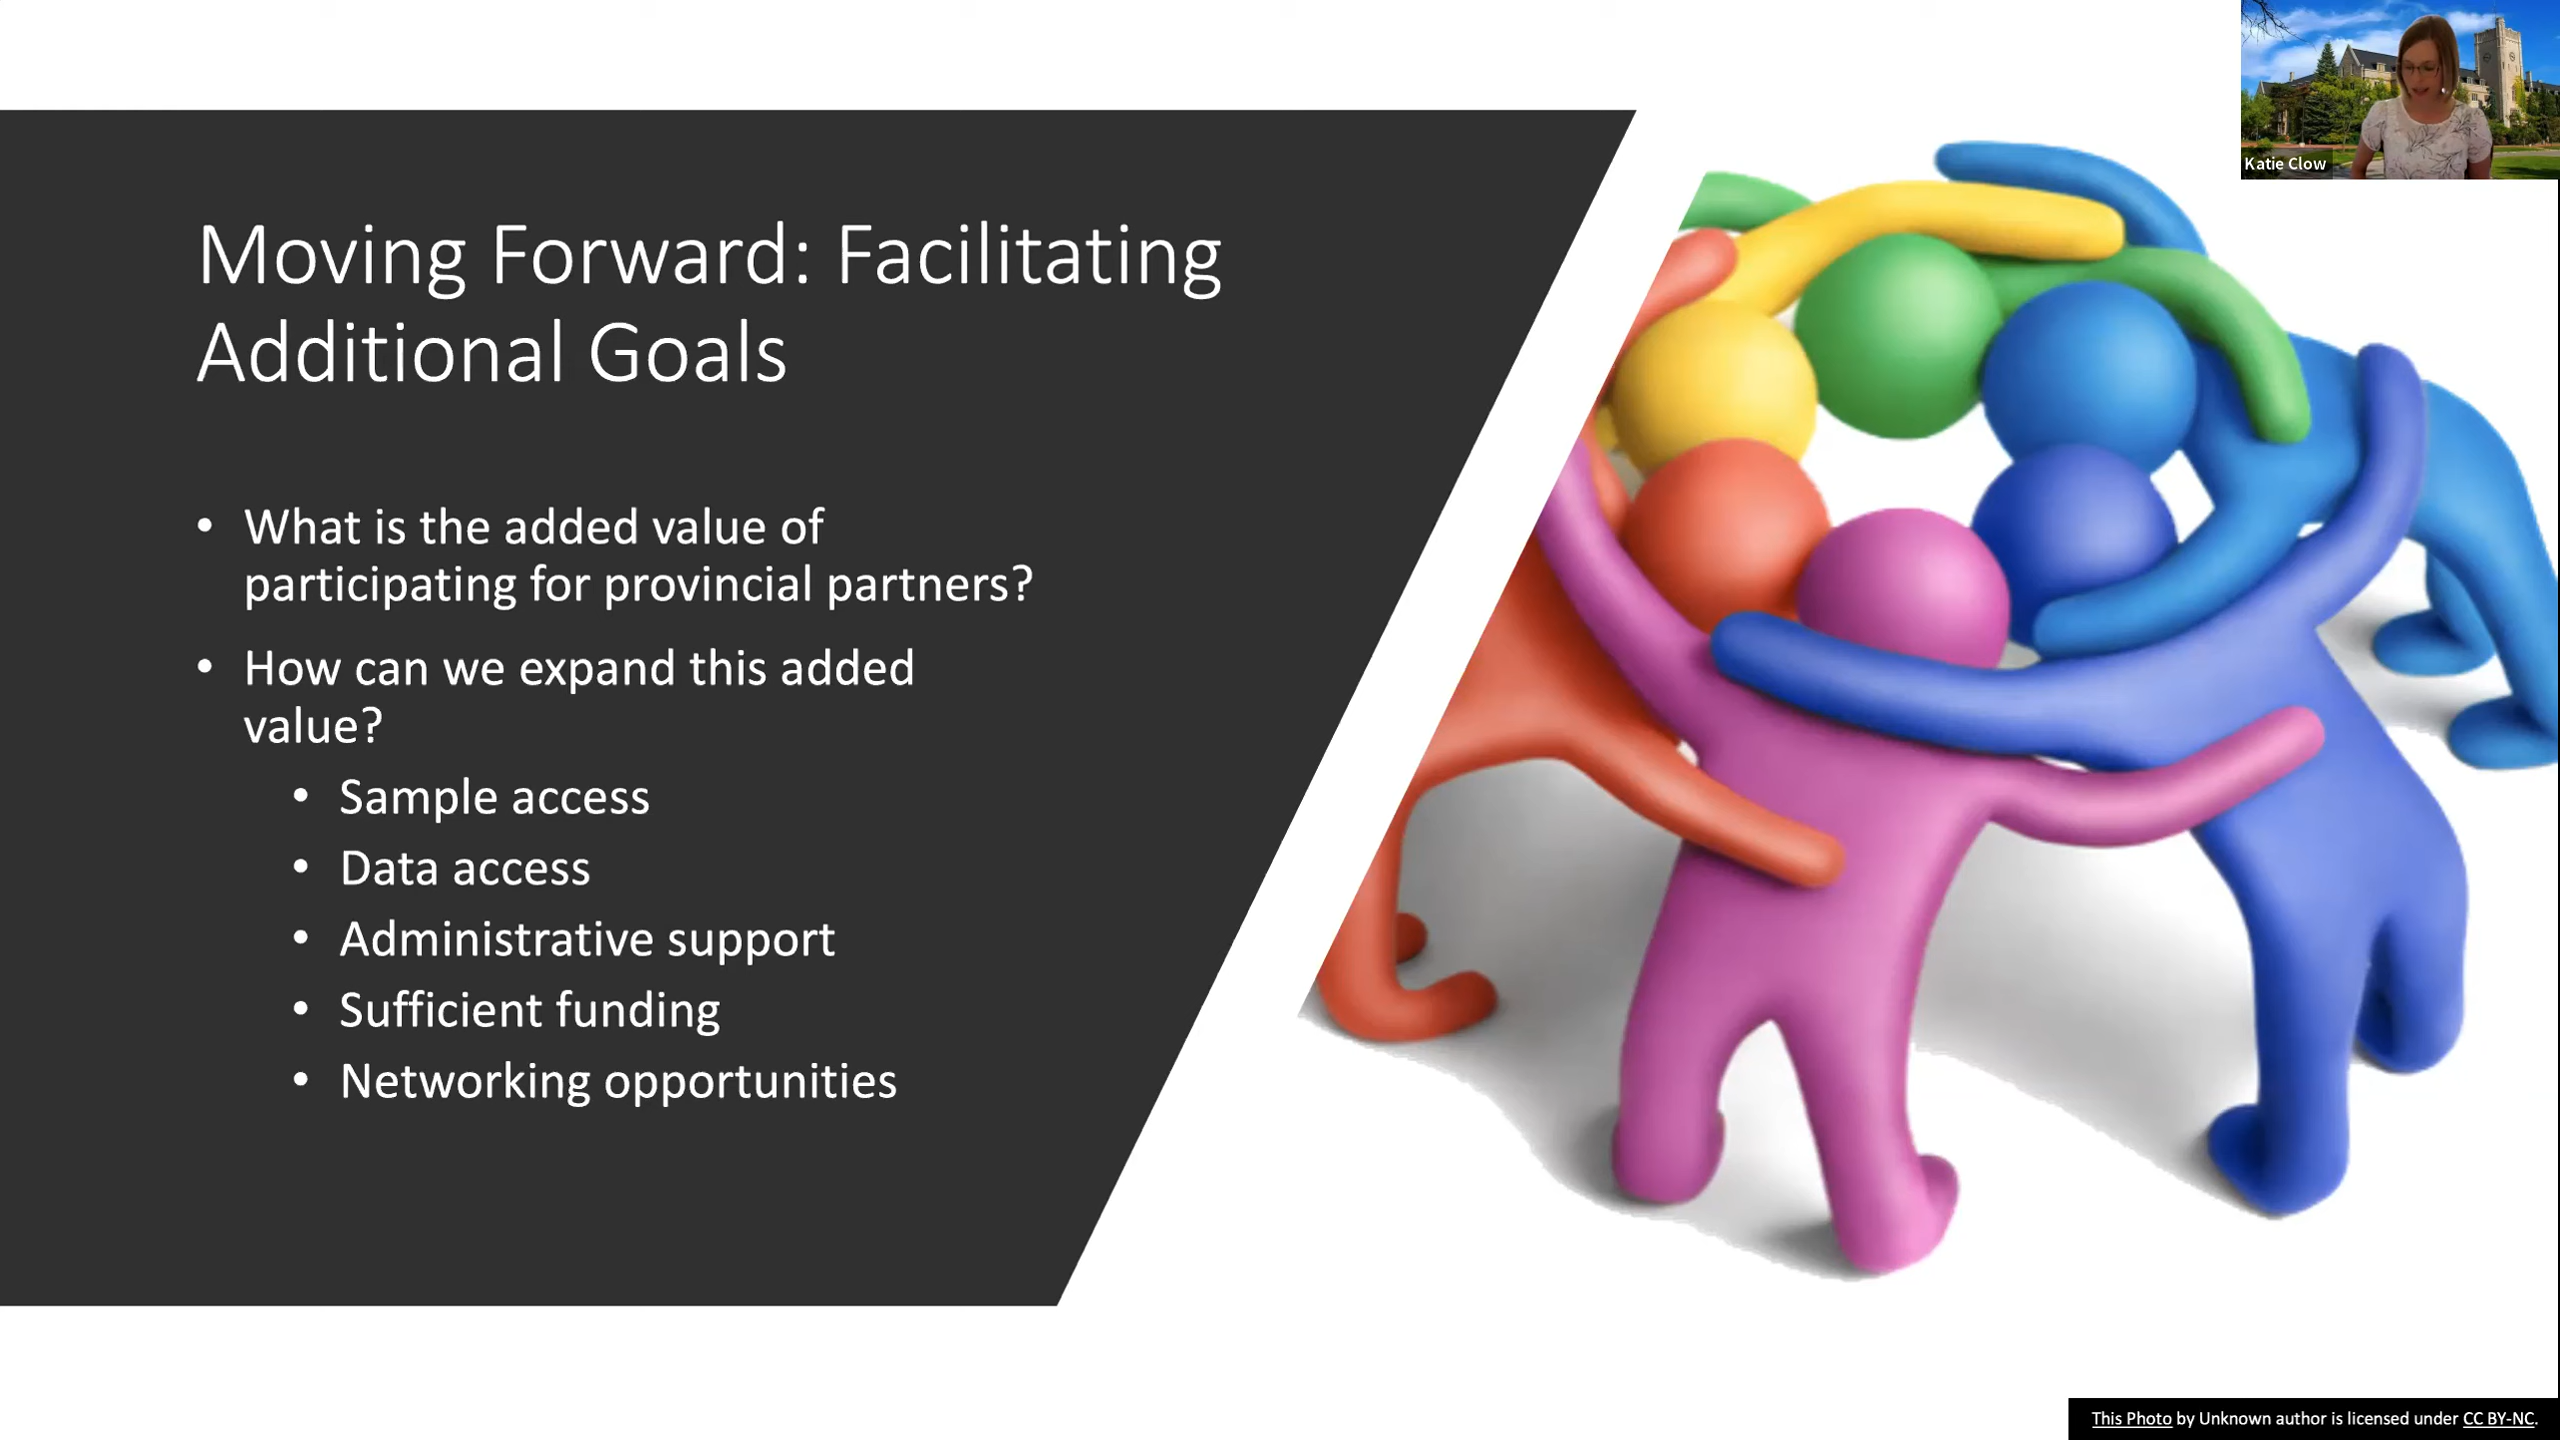 Katie Clow
Moving Forward: Facilitating
Additional Goals
• What is the added value of
participating for provincial partners?
• How can we expand this added
value?
• Sample access
• Data access
• Administrative support
• Sufficient funding
• Networking opportunities
This Photo by Unknown author is licensed under CC BY-NC.